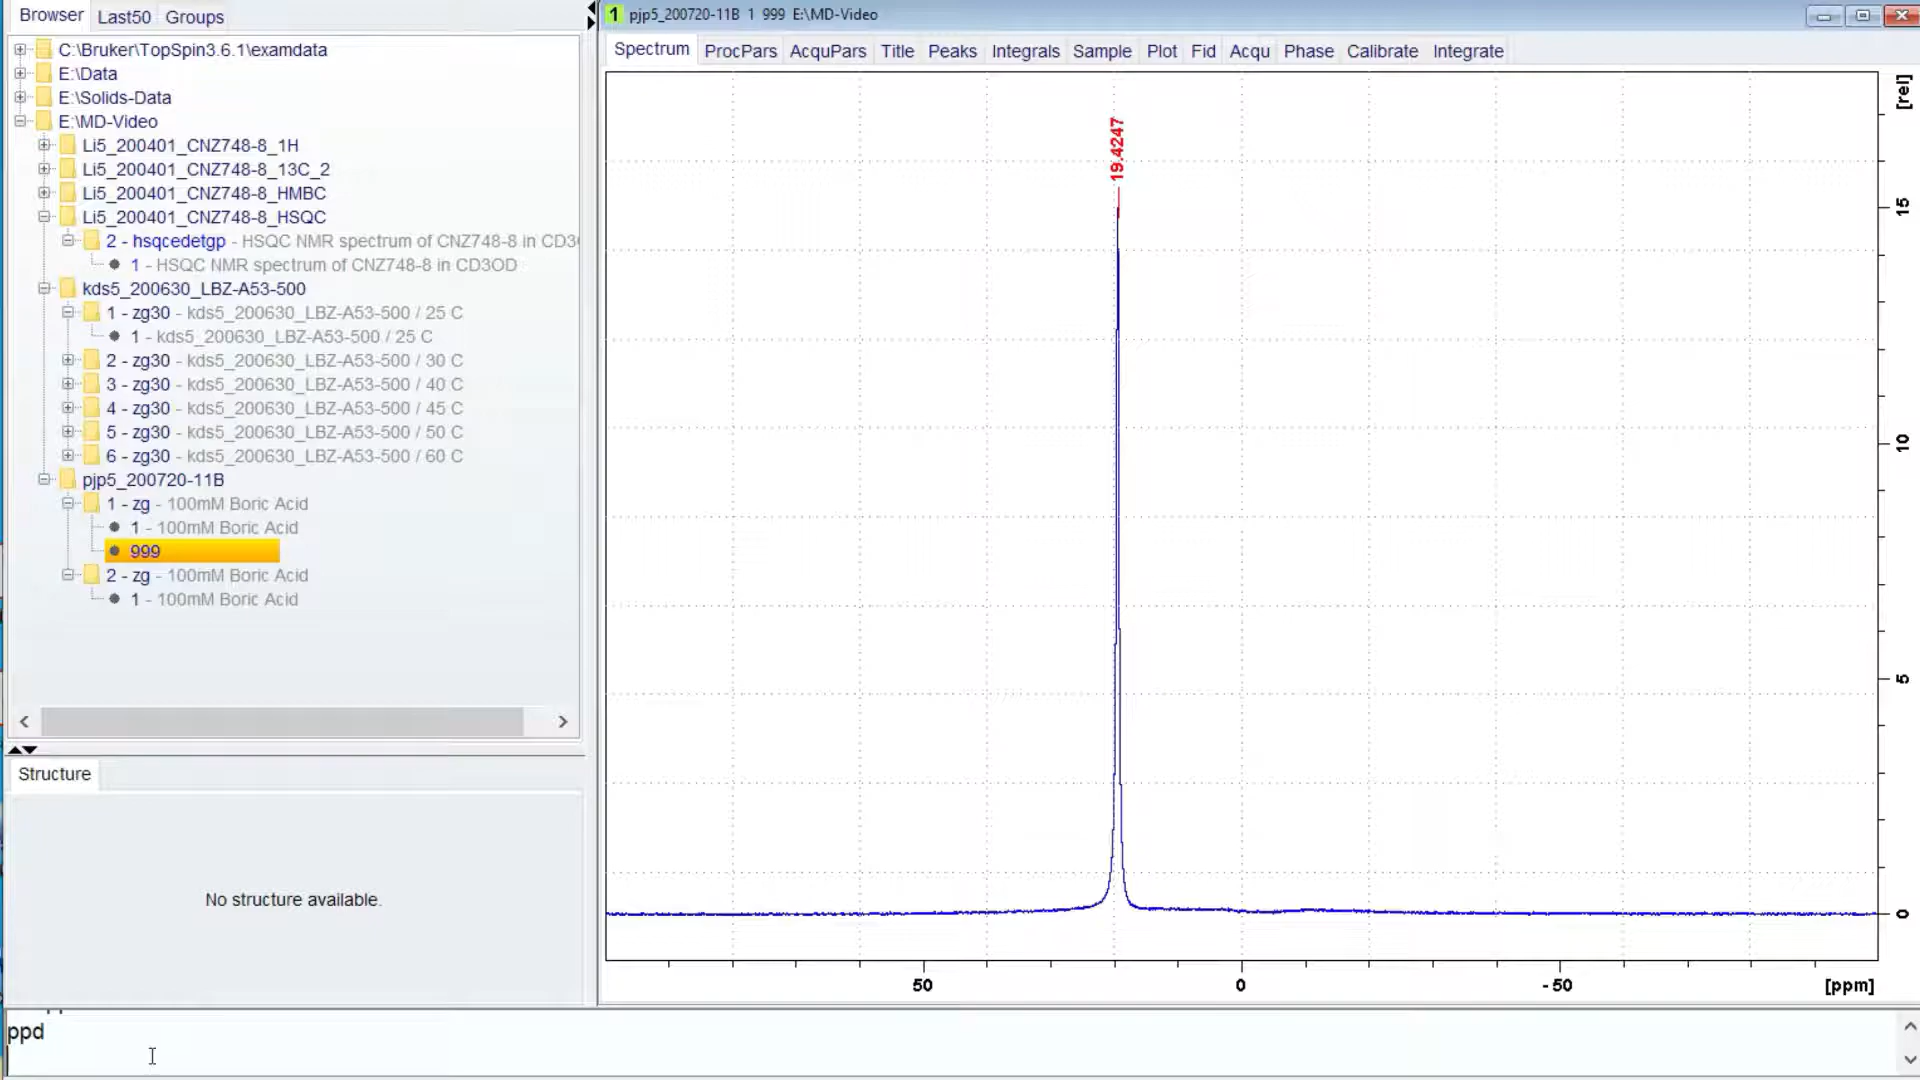 Browser Last50 Groups
C:\Bruker\TopSpin3.6.1\examdata
E:\Data
E:\Solids-Data
E:\MD-Video
Li5_200401_CNZ748-8_1H
Li5_200401_CNZ748-8_13C_2
Li5_200401_CNZ748-8_HMBC
Li5_200401_CNZ748-8_HSQC
2 - hsqcedetgp - HSQC NMR spectrum of CNZ748-8 in CD3
1 - HSQC NMR spectrum of CNZ748-8 in CD3OD
kds5_200630_LBZ-A53-500
1 - zg30 - kds5_200630_LBZ-A53-500 / 25 C
1 - kds5_200630_LBZ-A53-500 / 25 C
2 - zg30 - kds5_200630_LBZ-A53-500 / 30 C
3 - zg30 - kds5_200630_LBZ-A53-500 / 40 C
4 - zg30 - kds5_200630_LBZ-A53-500 / 45 C
5 - zg30 - kds5_200630_LBZ-A53-500 / 50 C
6 - zg30 - kds5_200630_LBZ-A53-500 / 60 C
pjp5_200720-11B
1 - zg - 100mM Boric Acid
1 - 100mM Boric Acid
999
2 - zg - 100mM Boric Acid
1 - 100mM Boric Acid
Structure
No structure available.
1 pjp5_200720-11B 1 999 E:\MD-Video
Spectrum ProcPars AcquPars Title Peaks Integrals Sample Plot Fid Acqu Phase Calibrate Integrate
[rel]
19.4247
15
10
5
0
50 0 -50 [ppm]
ppd